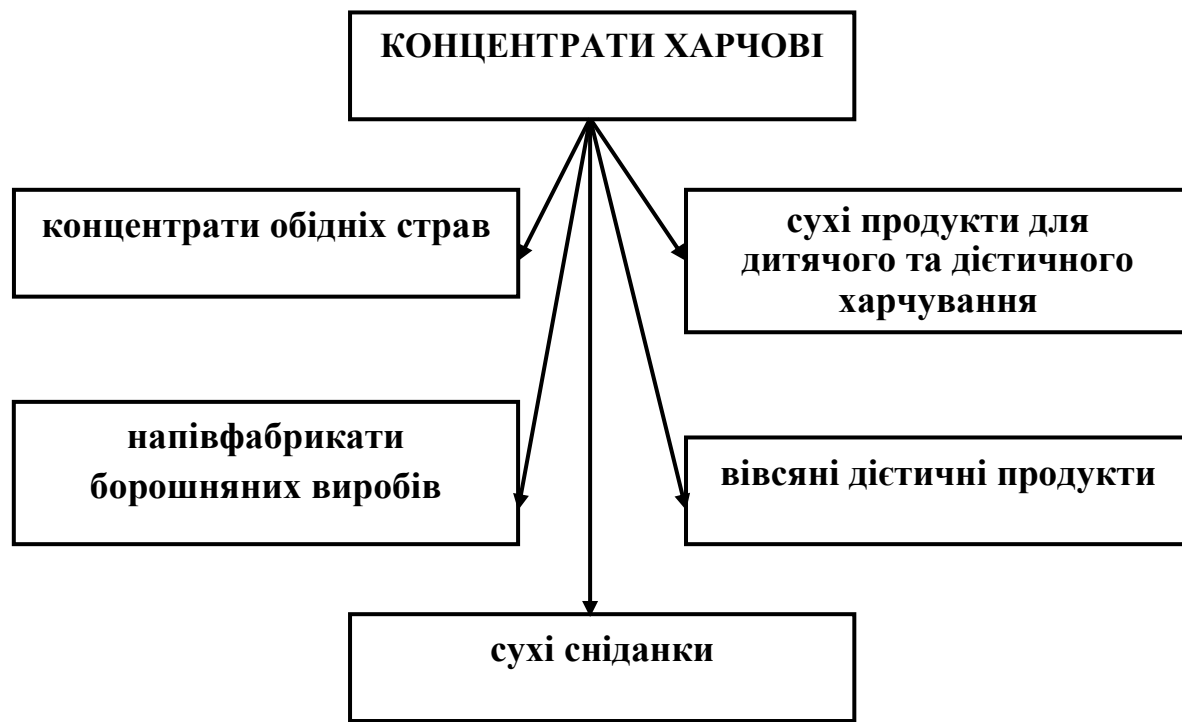 КОНЦЕНТРАТИ ХАРЧОВІ
концентрати обідніх страв
сухі продукти для
дитячого та дієтичного
харчування
напівфабрикати
борошняних виробів
вівсяні дієтичні продукти
сухі сніданки